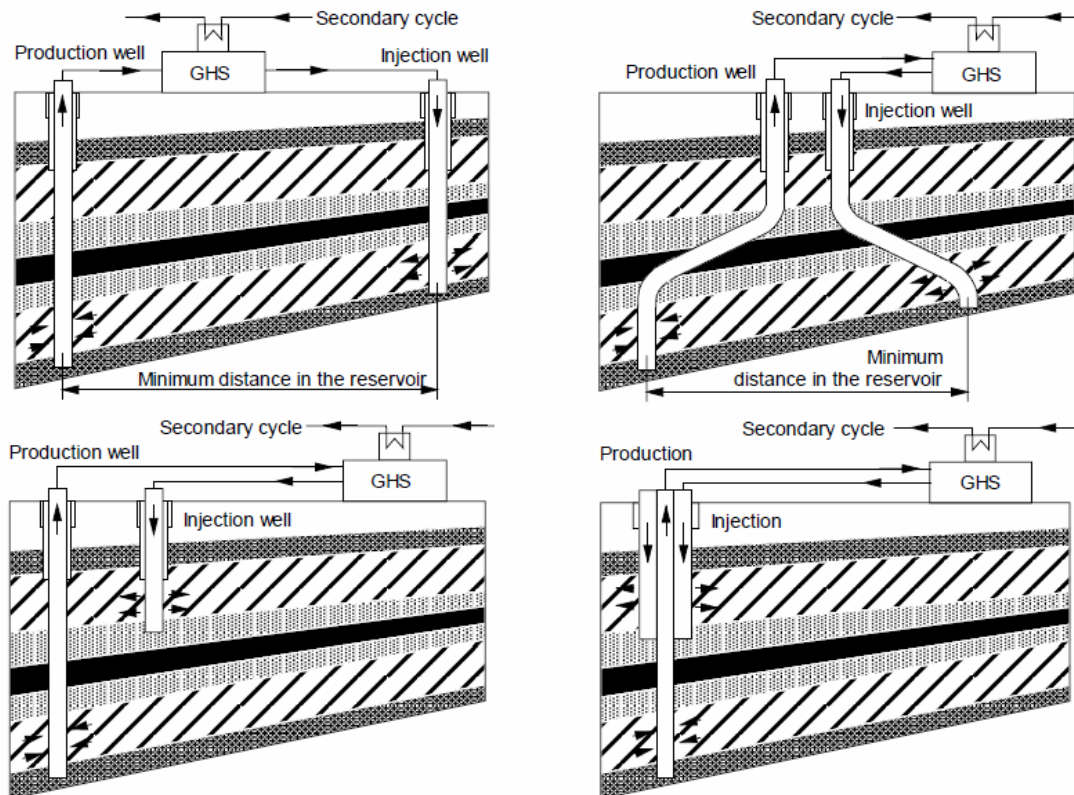 Secondary cycle
Production well
Injection well
GHS
Minimum distance in the reservoir
Secondary cycle
Production well
GHS
Injection well
Minimum
distance in the reservoir
Secondary cycle
Production well
GHS
Injection well
Secondary cycle
Production
GHS
Injection